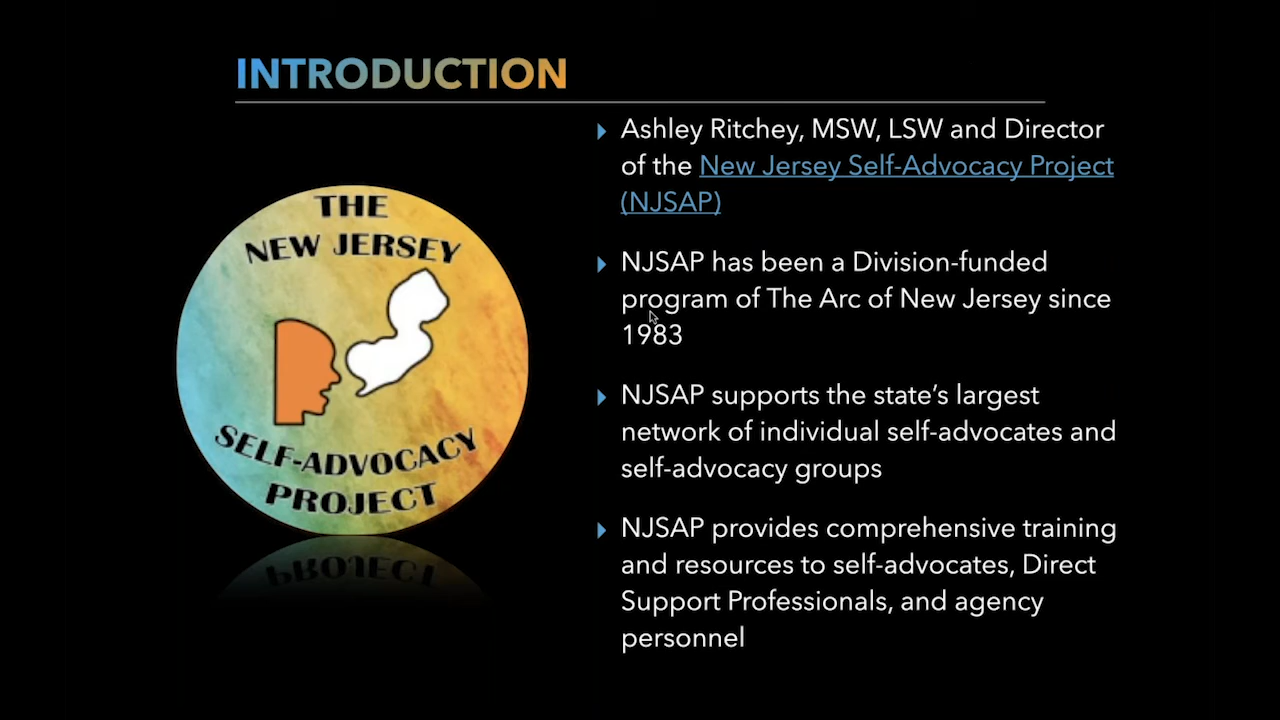 INTRODUCTION
THE
NEW JERSEY
SELF-ADVOCACY
PROJECT
Ashley Ritchey, MSW, LSW and Director
of the New Jersey Self-Advocacy Project
(NJSAP)
NJSAP has been a Division-funded
program of The Arc of New Jersey since
1983
NJSAP supports the state’s largest
network of individual self-advocates and
self-advocacy groups
NJSAP provides comprehensive training
and resources to self-advocates, Direct
Support Professionals, and agency
personnel